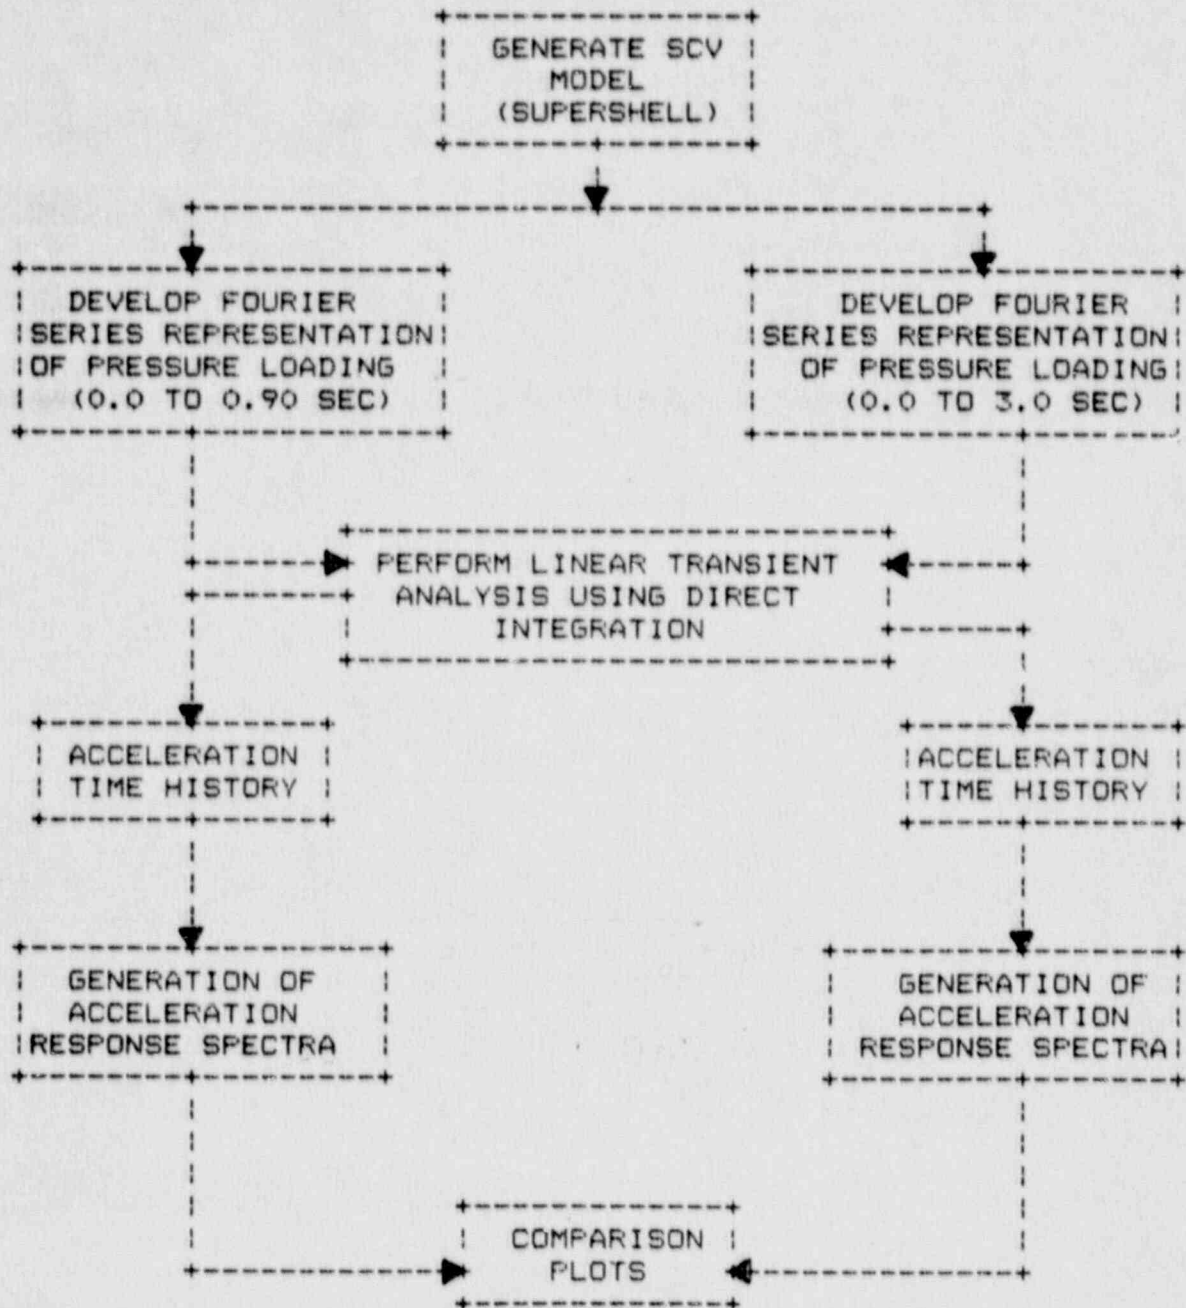 GENERATE SCV
MODEL
(SUPERSHELL)
DEVELOP FOURIER
SERIES REPRESENTATION
OF PRESSURE LOADING
(0.0 TO 0.90 SEC)
DEVELOP FOURIER
SERIES REPRESENTATION
OF PRESSURE LOADING
(0.0 TO 3.0 SEC)
PERFORM LINEAR TRANSIENT
ANALYSIS USING DIRECT
INTEGRATION
ACCELERATION
TIME HISTORY
ACCELERATION
TIME HISTORY
GENERATION OF
ACCELERATION
RESPONSE SPECTRA
GENERATION OF
ACCELERATION
RESPONSE SPECTRA
COMPARISON
PLOTS